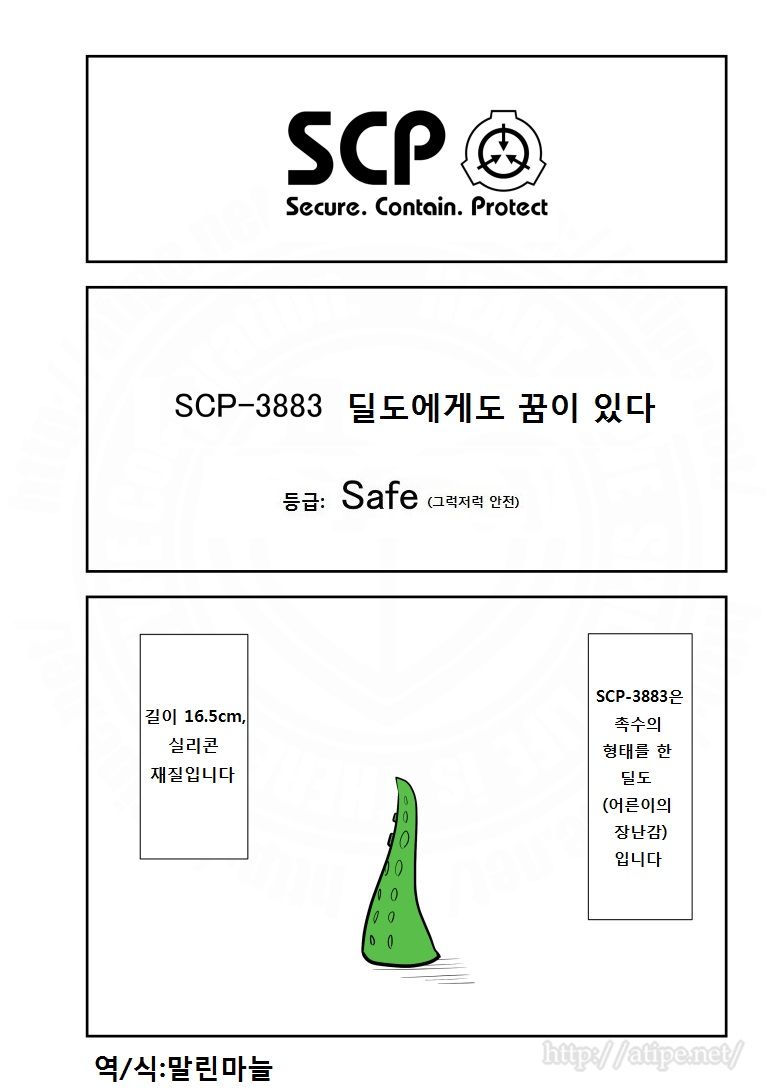 SCP
Secure. Contain. Protect
SCP-3883 딜도에게도 꿈이 있다
등급: Safe (그럭저럭 안전)
SCP-3883은
촉수의
형태를 한
딜도
(어른이의
장난감)
입니다
길이 16.5cm,
실리콘
재질입니다
역/식:말린마늘
http://atipe.net/